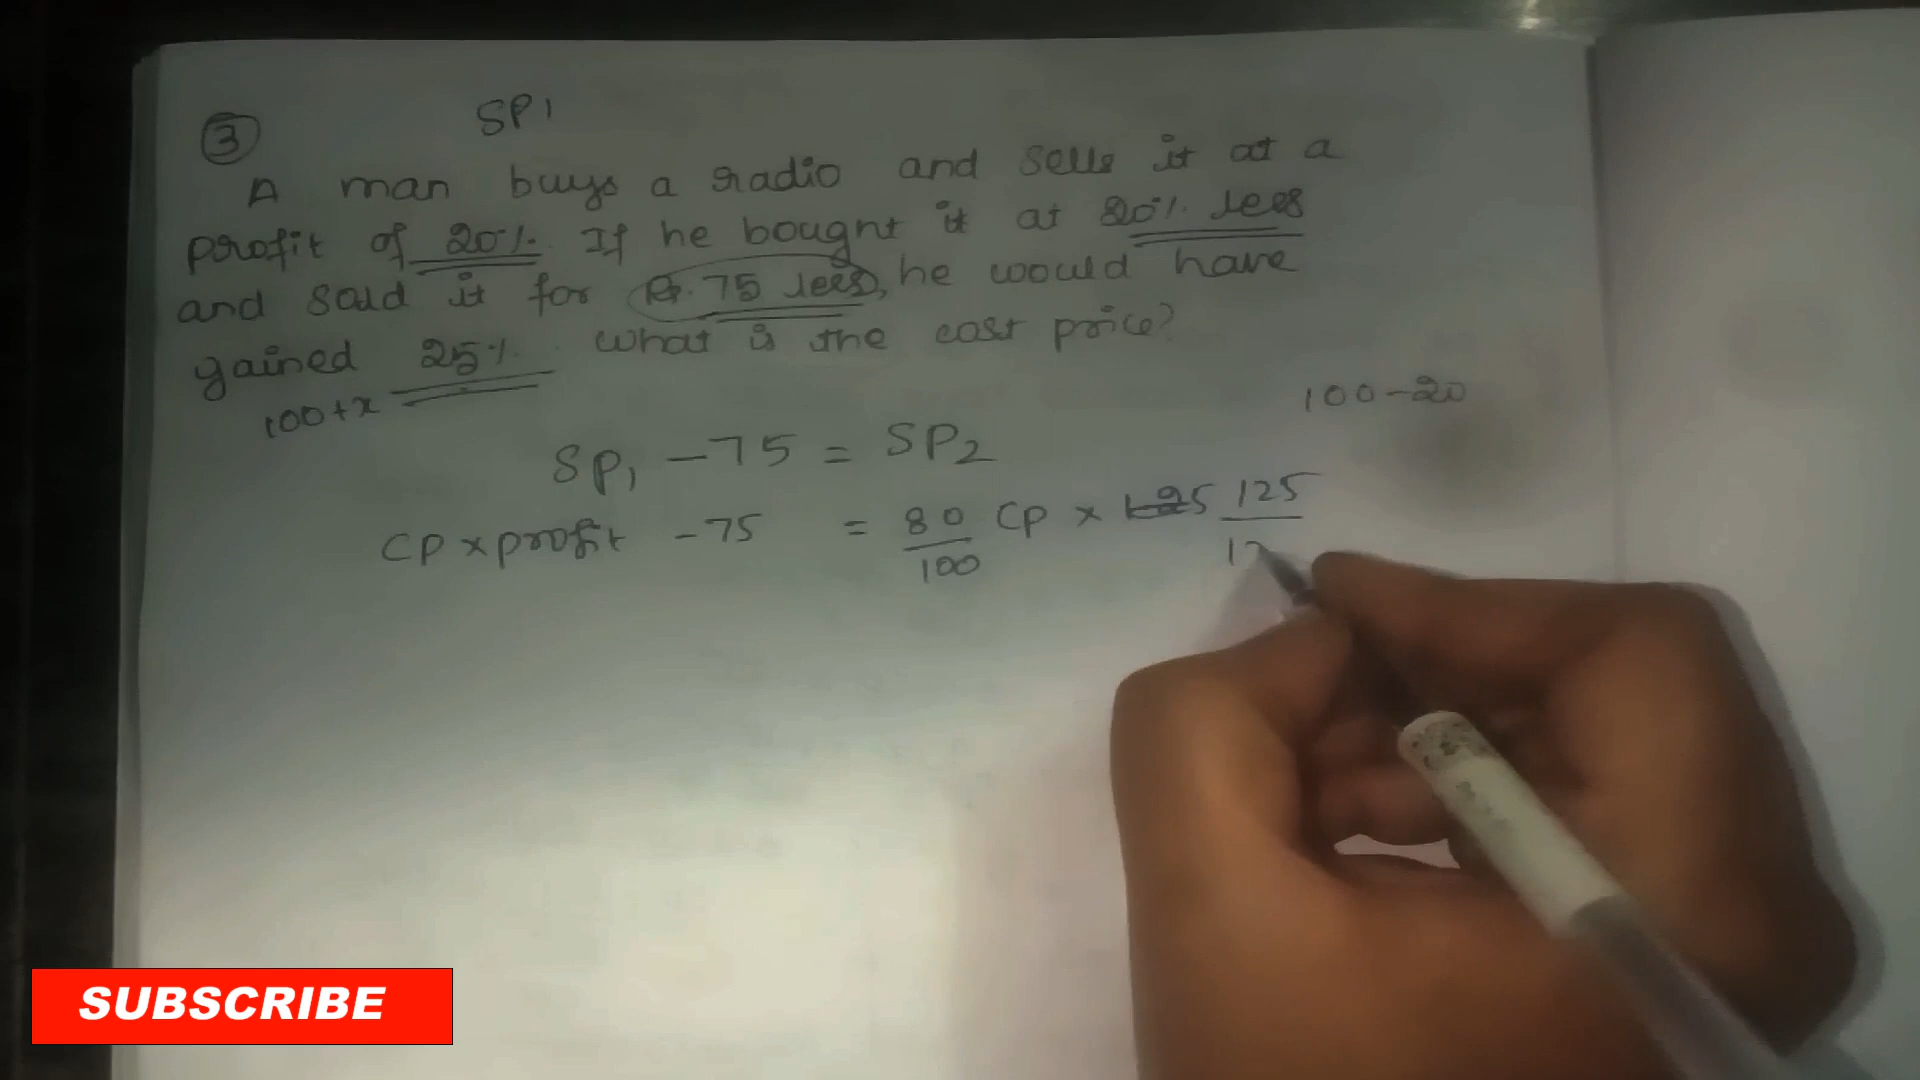 SP1
3
A man buys a radio and sells it at a
profit of 20%. If he bought it at 20% less
and sold it for Rs. 75 less, he would have
gained 25%. what is the cost price?
100+x
100-20
SP1 -75 = SP2
CP x profit -75 = 80/100 CP x 125/1
SUBSCRIBE